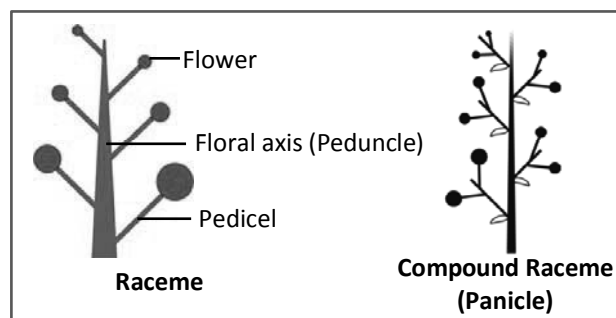 Flower
Floral axis (Peduncle)
Pedicel
Raceme
Compound Raceme
(Panicle)